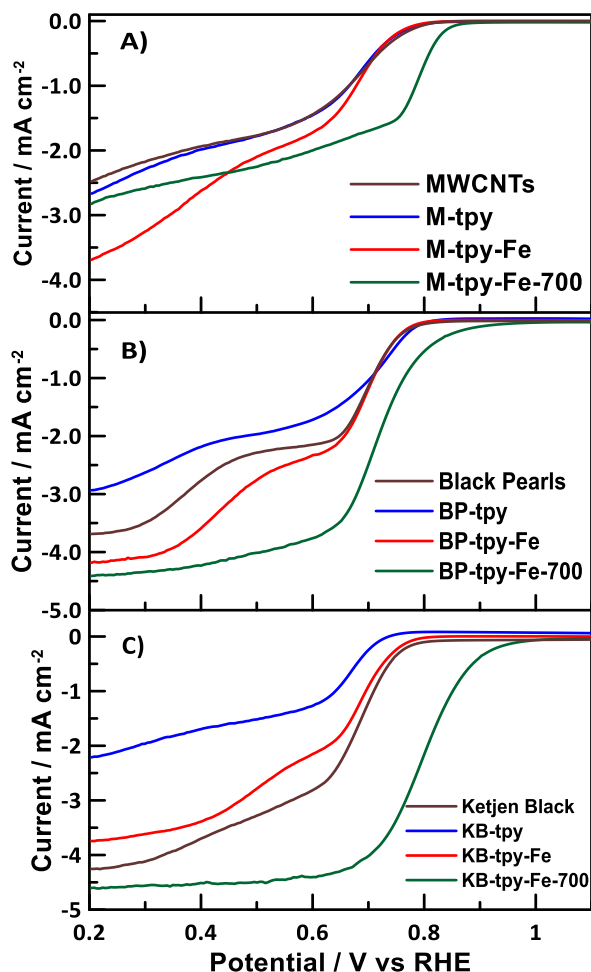 0.0
A)
-1.0
-2.0
-3.0
-4.0
Current / mA cm-2
MWCNTs
M-tpy
M-tpy-Fe
M-tpy-Fe-700
0.0
B)
-1.0
-2.0
-3.0
-4.0
-5.0
Current / mA cm-2
Black Pearls
BP-tpy
BP-tpy-Fe
BP-tpy-Fe-700
0
C)
-1
-2
-3
-4
-5
Current / mA cm-2
Ketjen Black
KB-tpy
KB-tpy-Fe
KB-tpy-Fe-700
0.2 0.4 0.6 0.8 1
Potential / V vs RHE